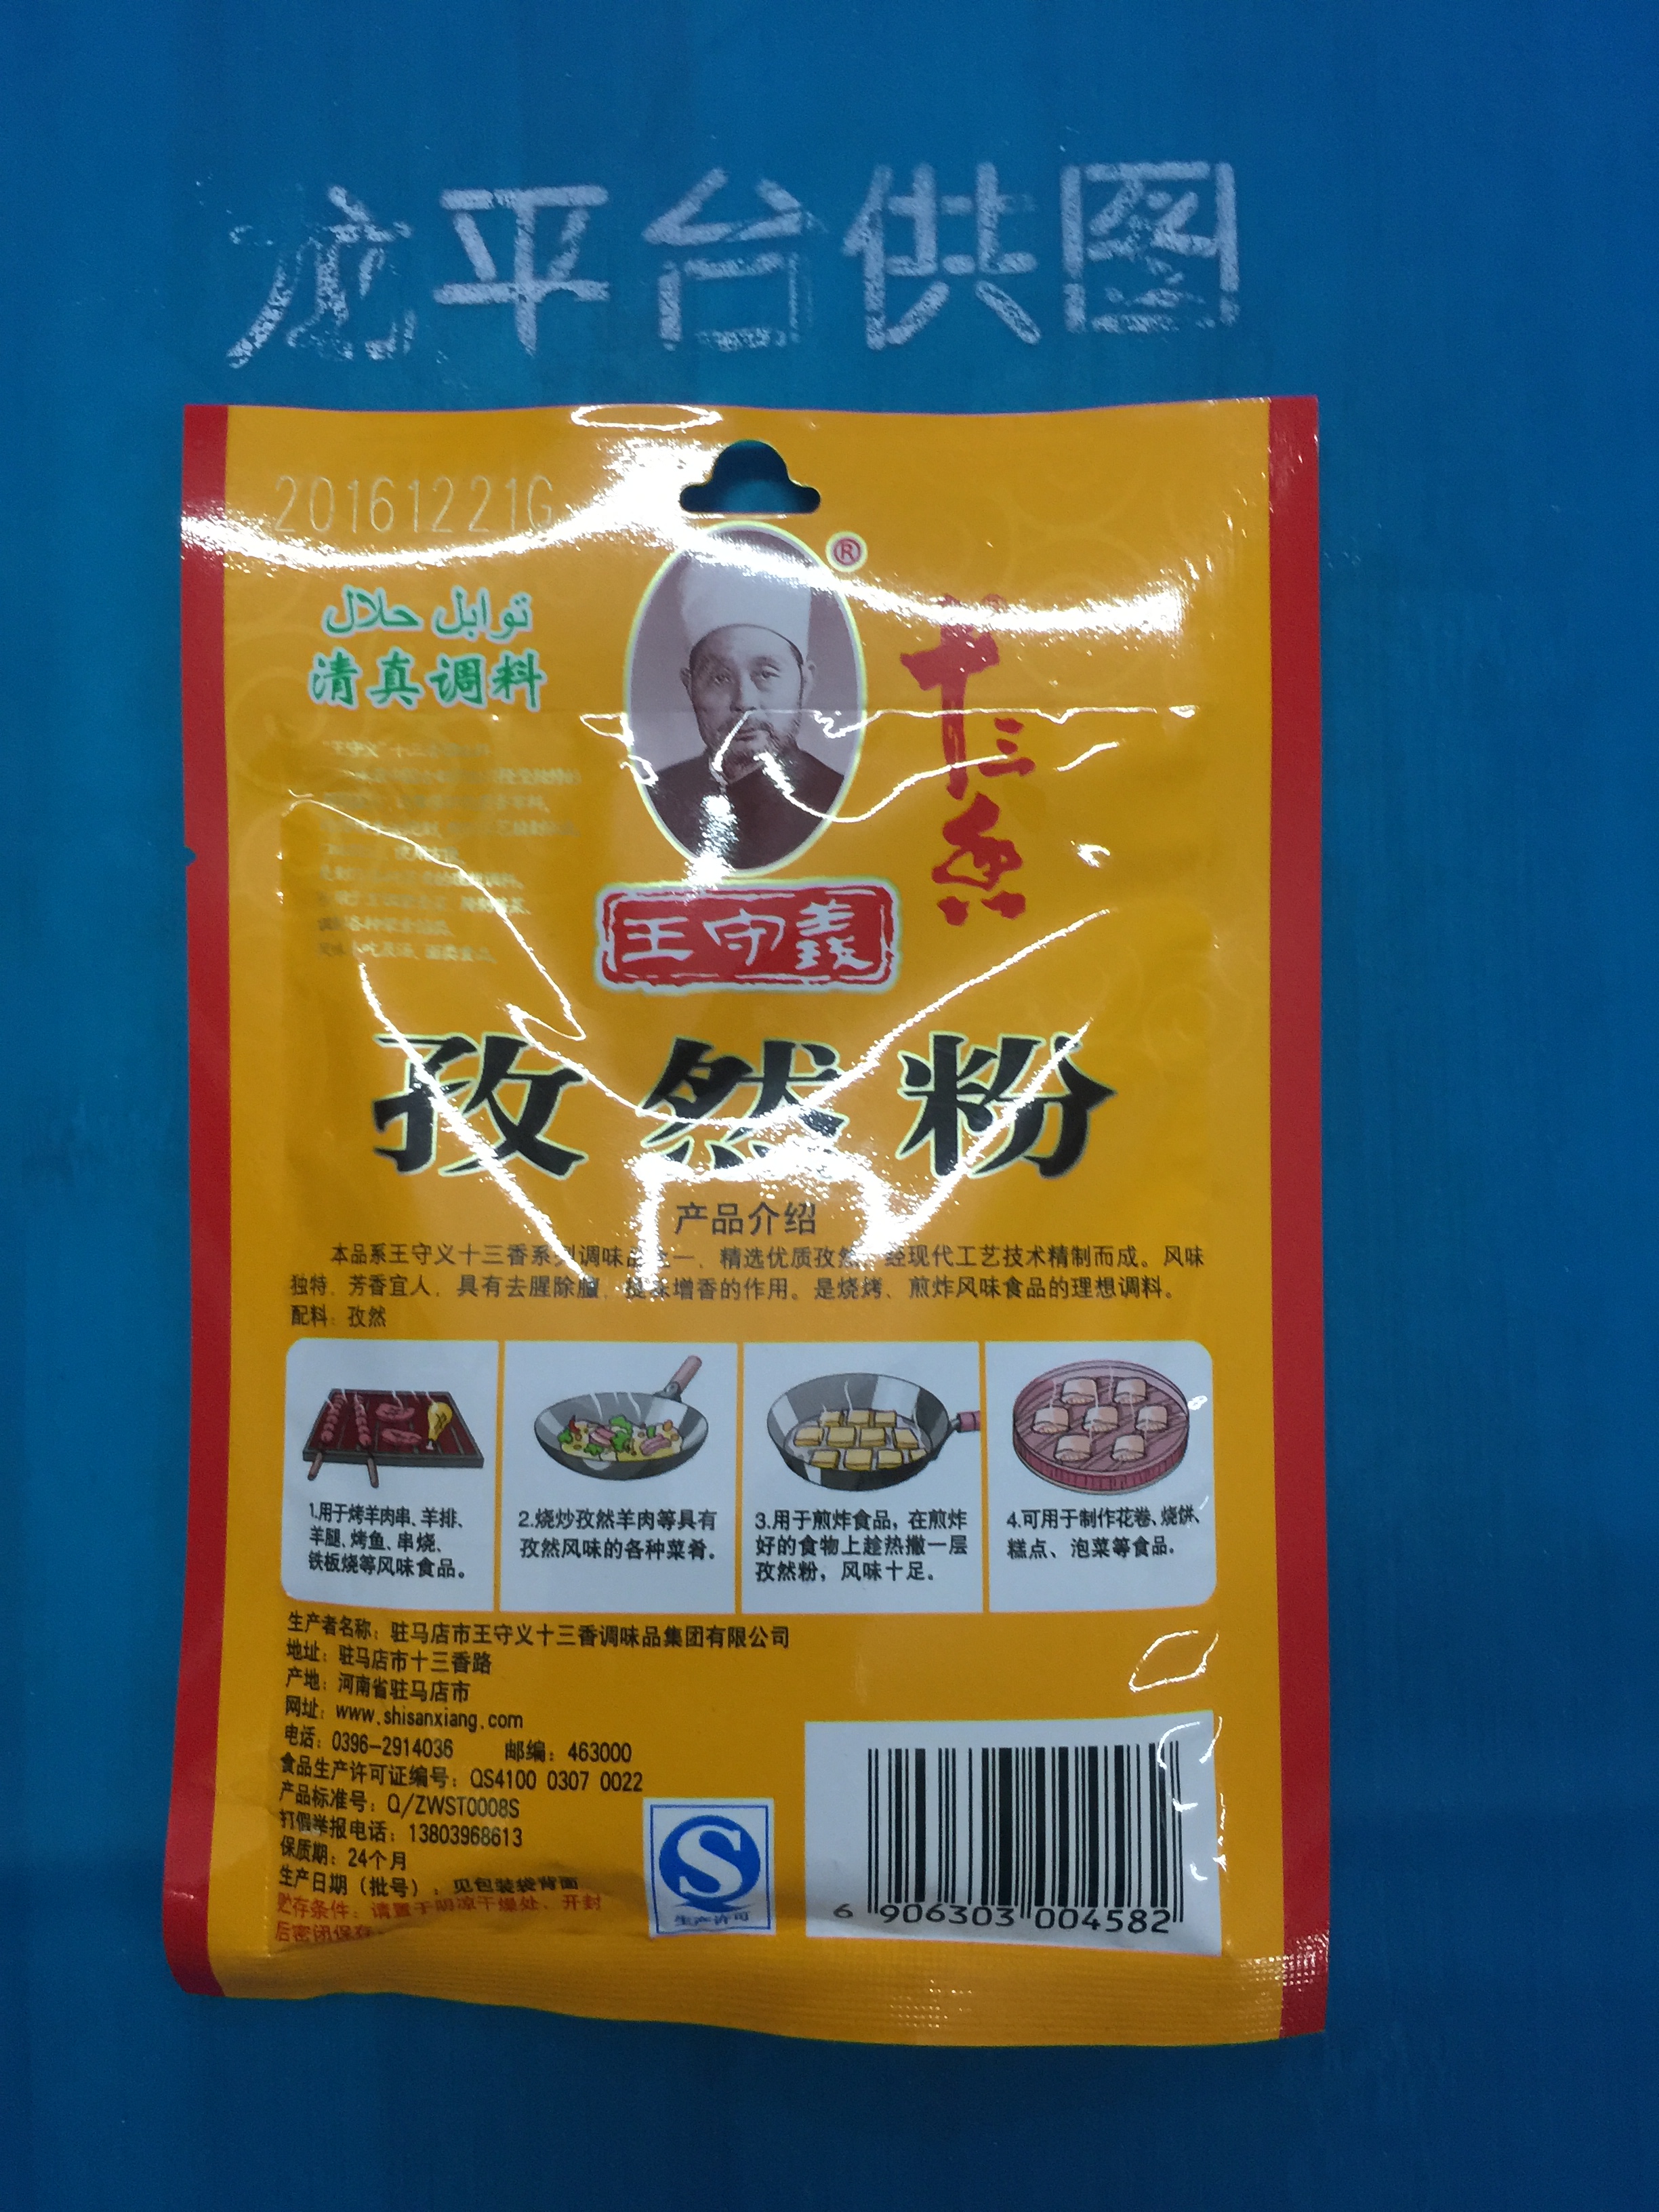 龙平台供图
20161221G
®
توابل حلال
清真调料
十三香
王守義
孜然粉
产品介绍
本品系王守义十三香系列调味品之一，精选优质孜然，经现代工艺技术精制而成。风味
独特，芳香宜人，具有去腥除膻，提味增香的作用。是烧烤、煎炸风味食品的理想调料。
配料：孜然
1.用于烤羊肉串、羊排、
羊腿、烤鱼、串烧、
铁板烧等风味食品。
2.烧炒孜然羊肉等具有
孜然风味的各种菜肴。
3.用于煎炸食品，在煎炸
好的食物上趁热撒一层
孜然粉，风味十足。
4.可用于制作花卷、烧饼、
糕点、泡菜等食品。
生产者名称：驻马店市王守义十三香调味品集团有限公司
地址：驻马店市十三香路
产地：河南省驻马店市
网址：www.shisanxiang.com
电话：0396-2914036 邮编：463000
食品生产许可证编号：QS4100 0307 0022
产品标准号：Q/ZWST0008S
打假举报电话：13803968613
保质期：24个月
生产日期（批号）：见包装袋背面
贮存条件：请置于阴凉干燥处，开封
后密闭保存。
生产许可
6 906303 004582